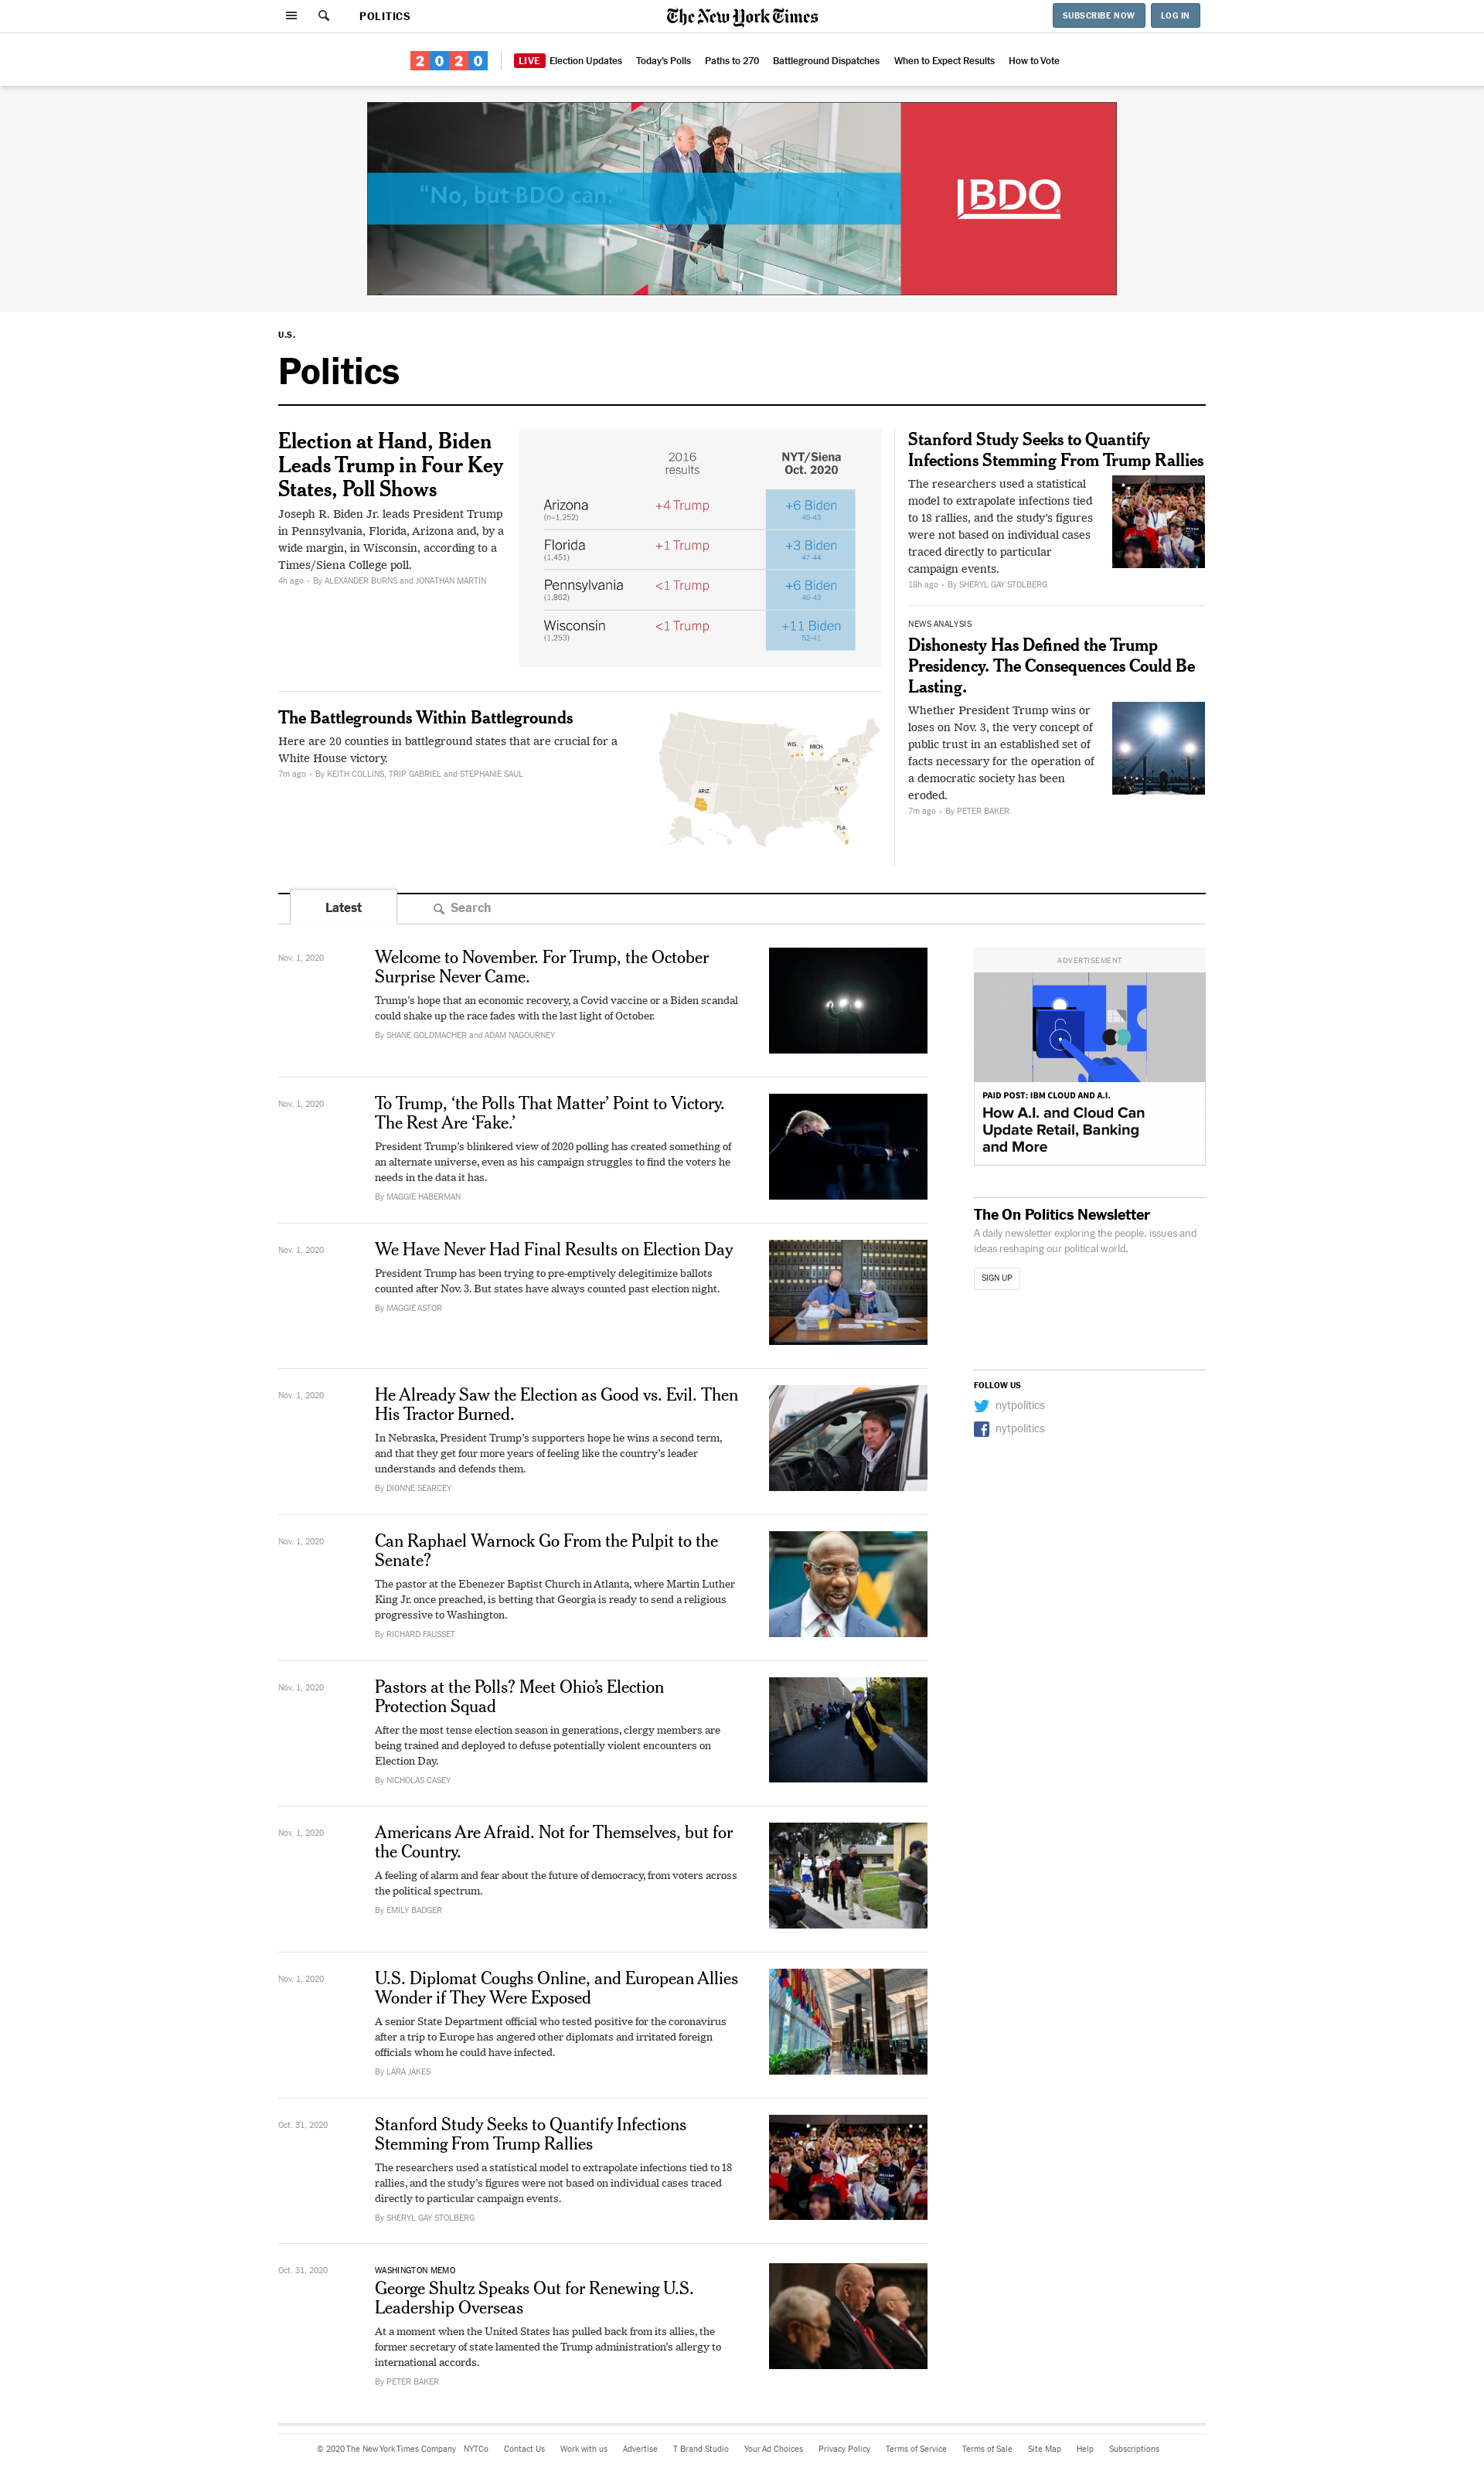 POLITICS
The New York Times
SUBSCRIBE NOW
LOG IN
2020
LIVE Election Updates
Today's Polls
Paths to 270
Battleground Dispatches
When to Expect Results
How to Vote
"No, but BDO can."
BDO
U.S.
Politics
Election at Hand, Biden
Leads Trump in Four Key
States, Poll Shows
Joseph R. Biden Jr. leads President Trump
in Pennsylvania, Florida, Arizona and, by a
wide margin, in Wisconsin, according to a
Times/Siena College poll.
4h ago • By ALEXANDER BURNS and JONATHAN MARTIN
2016
results
NYT/Siena
Oct. 2020
Arizona +4 Trump +6 Biden
(n=1,252) 49-43
Florida +1 Trump +3 Biden
(1,451) 47-44
Pennsylvania <1 Trump +6 Biden
(1,862) 49-43
Wisconsin <1 Trump +11 Biden
(1,253) 52-41
The Battlegrounds Within Battlegrounds
Here are 20 counties in battleground states that are crucial for a
White House victory.
7m ago • By KEITH COLLINS, TRIP GABRIEL and STEPHANIE SAUL
WIS.
MICH.
PA.
N.C.
ARIZ.
FLA.
Stanford Study Seeks to Quantify
Infections Stemming From Trump Rallies
The researchers used a statistical
model to extrapolate infections tied
to 18 rallies, and the study's figures
were not based on individual cases
traced directly to particular
campaign events.
18h ago • By SHERYL GAY STOLBERG
NEWS ANALYSIS
Dishonesty Has Defined the Trump
Presidency. The Consequences Could Be
Lasting.
Whether President Trump wins or
loses on Nov. 3, the very concept of
public trust in an established set of
facts necessary for the operation of
a democratic society has been
eroded.
7m ago • By PETER BAKER
Latest
Search
Nov. 1, 2020
Welcome to November. For Trump, the October
Surprise Never Came.
Trump's hope that an economic recovery, a Covid vaccine or a Biden scandal
could shake up the race fades with the last light of October.
By SHANE GOLDMACHER and ADAM NAGOURNEY
Nov. 1, 2020
To Trump, 'the Polls That Matter' Point to Victory.
The Rest Are 'Fake.'
President Trump's blinkered view of 2020 polling has created something of
an alternate universe, even as his campaign struggles to find the voters he
needs in the data it has.
By MAGGIE HABERMAN
Nov. 1, 2020
We Have Never Had Final Results on Election Day
President Trump has been trying to pre-emptively delegitimize ballots
counted after Nov. 3. But states have always counted past election night.
By MAGGIE ASTOR
Nov. 1, 2020
He Already Saw the Election as Good vs. Evil. Then
His Tractor Burned.
In Nebraska, President Trump's supporters hope he wins a second term,
and that they get four more years of feeling like the country's leader
understands and defends them.
By DIONNE SEARCEY
Nov. 1, 2020
Can Raphael Warnock Go From the Pulpit to the
Senate?
The pastor at the Ebenezer Baptist Church in Atlanta, where Martin Luther
King Jr. once preached, is betting that Georgia is ready to send a religious
progressive to Washington.
By RICHARD FAUSSET
Nov. 1, 2020
Pastors at the Polls? Meet Ohio's Election
Protection Squad
After the most tense election season in generations, clergy members are
being trained and deployed to defuse potentially violent encounters on
Election Day.
By NICHOLAS CASEY
Nov. 1, 2020
Americans Are Afraid. Not for Themselves, but for
the Country.
A feeling of alarm and fear about the future of democracy, from voters across
the political spectrum.
By EMILY BADGER
Nov. 1, 2020
U.S. Diplomat Coughs Online, and European Allies
Wonder if They Were Exposed
A senior State Department official who tested positive for the coronavirus
after a trip to Europe has angered other diplomats and irritated foreign
officials whom he could have infected.
By LARA JAKES
Oct. 31, 2020
Stanford Study Seeks to Quantify Infections
Stemming From Trump Rallies
The researchers used a statistical model to extrapolate infections tied to 18
rallies, and the study's figures were not based on individual cases traced
directly to particular campaign events.
By SHERYL GAY STOLBERG
Oct. 31, 2020
WASHINGTON MEMO
George Shultz Speaks Out for Renewing U.S.
Leadership Overseas
At a moment when the United States has pulled back from its allies, the
former secretary of state lamented the Trump administration's allergy to
international accords.
By PETER BAKER
ADVERTISEMENT
PAID POST: IBM CLOUD AND A.I.
How A.I. and Cloud Can
Update Retail, Banking
and More
The On Politics Newsletter
A daily newsletter exploring the people, issues and
ideas reshaping our political world.
SIGN UP
FOLLOW US
nytpolitics
nytpolitics
© 2020 The New York Times Company NYTCo Contact Us Work with us Advertise T Brand Studio Your Ad Choices Privacy Policy Terms of Service Terms of Sale Site Map Help Subscriptions